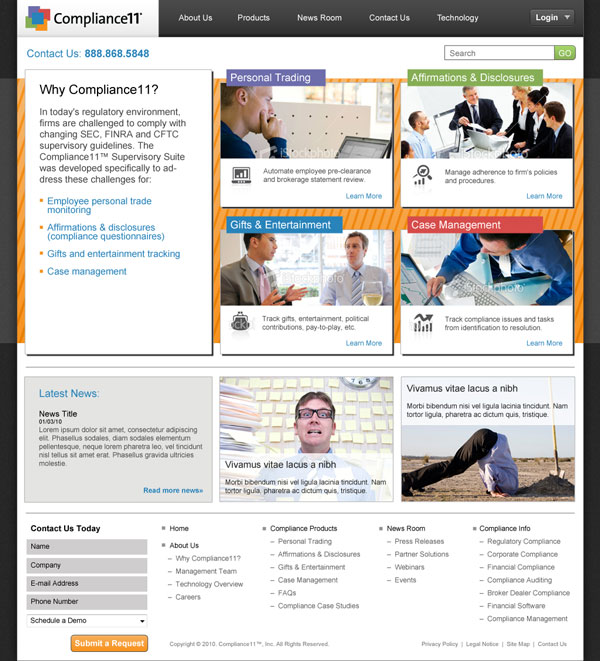 Compliance11®
About Us
Products
News Room
Contact Us
Technology
Login
Contact Us: 888.868.5848
Search
GO
Why Compliance11?
In today's regulatory environment,
firms are challenged to comply with
changing SEC, FINRA and CFTC
supervisory guidelines. The
Compliance11™ Supervisory Suite
was developed specifically to ad-
dress these challenges for:
Employee personal trade
monitoring
Affirmations & disclosures
(compliance questionnaires)
Gifts and entertainment tracking
Case management
Personal Trading
iStockphoto
Automate employee pre-clearance
and brokerage statement review.
Learn More
Affirmations & Disclosures
iStockphoto
Manage adherence to firm's policies
and procedures.
Learn More
Gifts & Entertainment
iStockphoto
Track gifts, entertainment, political
contributions, pay-to-play, etc.
Learn More
Case Management
iStockphoto
Track compliance issues and tasks
from identification to resolution.
Learn More
Latest News:
News Title
01/03/10
Lorem ipsum dolor sit amet, consectetur adipiscing
elit. Phasellus sodales, diam sodales elementum
pellentesque, neque lorem pharetra leo, vel tincidunt
nisl tellus sit amet erat. Phasellus gravida ultricies
molestie.
Read more news»
Vivamus vitae lacus a nibh
Morbi bibendum nisi vel ligula lacinia tincidunt. Nam
tortor ligula, pharetra quis bibendum quis, tristique.
Vivamus vitae lacus a nibh
Morbi bibendum nisi vel ligula lacinia tincidunt. Nam
tortor ligula, pharetra quis bibendum quis, tristique.
Contact Us Today
Name
Company
E-mail Address
Phone Number
Schedule a Demo
Submit a Request
Home
About Us
– Why Compliance11?
– Management Team
– Technology Overview
– Careers
Compliance Products
– Personal Trading
– Affirmations & Disclosures
– Gifts & Entertainment
– Case Management
– FAQs
– Compliance Case Studies
News Room
– Press Releases
– Partner Solutions
– Webinars
– Events
Compliance Info
– Regulatory Compliance
– Corporate Compliance
– Financial Compliance
– Compliance Auditing
– Broker Dealer Compliance
– Financial Software
– Compliance Management
Copyright © 2010. Compliance11™, Inc. All Rights Reserved.
Privacy Policy | Legal Notice | Site Map | Contact Us